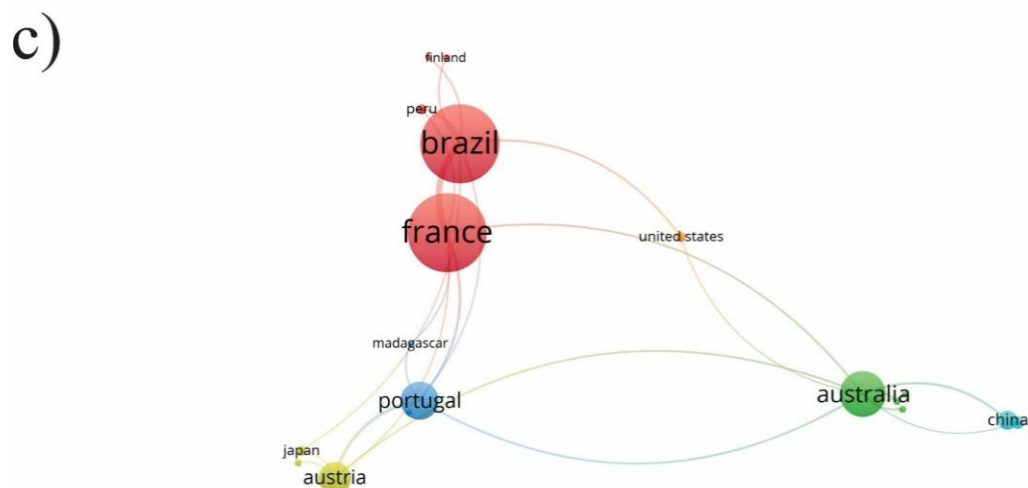 c)
finland
peru
brazil
france
united states
madagascar
portugal
australia
china
japan
austria